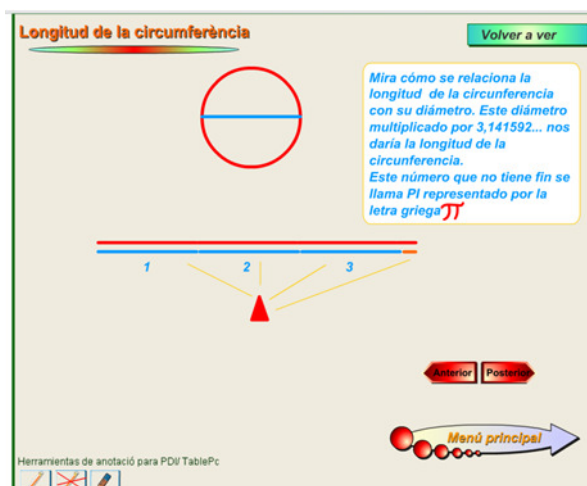 Longitud de la circumferència
Volver a ver
Mira cómo se relaciona la
longitud de la circunferencia
con su diámetro. Este diámetro
multiplicado por 3,141592... nos
daría la longitud de la
circunferencia.
Este número que no tiene fin se
llama PI representado por la
letra griega π
1 2 3
Anterior Posterior
Menú principal
Herramientas de anotació para PDI/ TablePc